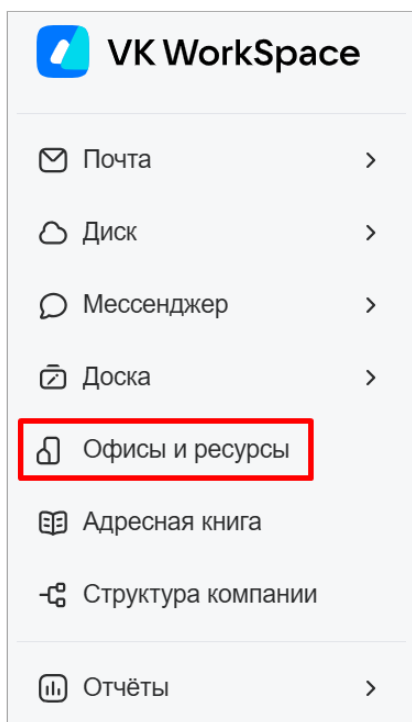 VK WorkSpace
Почта
Диск
Мессенджер
Доска
Офисы и ресурсы
Адресная книга
Структура компании
Отчёты